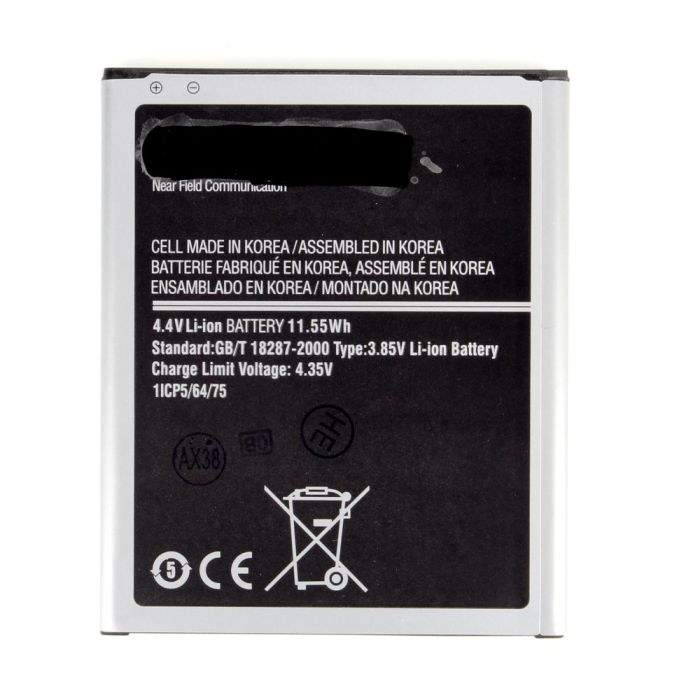 Near Field Communication
CELL MADE IN KOREA / ASSEMBLED IN KOREA
BATTERIE FABRIQUÉ EN KOREA, ASSEMBLÉ EN KOREA
ENSAMBLADO EN KOREA / MONTADO NA KOREA
4.4V Li-ion BATTERY 11.55Wh
Standard:GB/T 18287-2000 Type:3.85V Li-ion Battery
Charge Limit Voltage: 4.35V
1ICP5/64/75
HE
AX38
5 CE